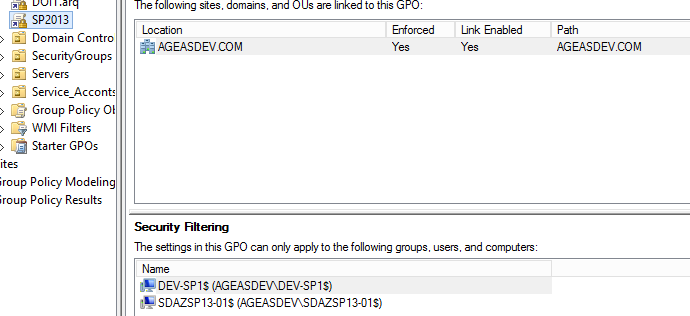 DOIT.arq
SP2013
Domain Contro
SecurityGroups
Servers
Service_Acconts
Group Policy Ob
WMI Filters
Starter GPOs
ites
Group Policy Modeling
Group Policy Results
The following sites, domains, and OUs are linked to this GPO:
Location Enforced Link Enabled Path
AGEASDEV.COM Yes Yes AGEASDEV.COM
Security Filtering
The settings in this GPO can only apply to the following groups, users, and computers:
Name
DEV-SP1$ (AGEASDEV\DEV-SP1$)
SDAZSP13-01$ (AGEASDEV\SDAZSP13-01$)